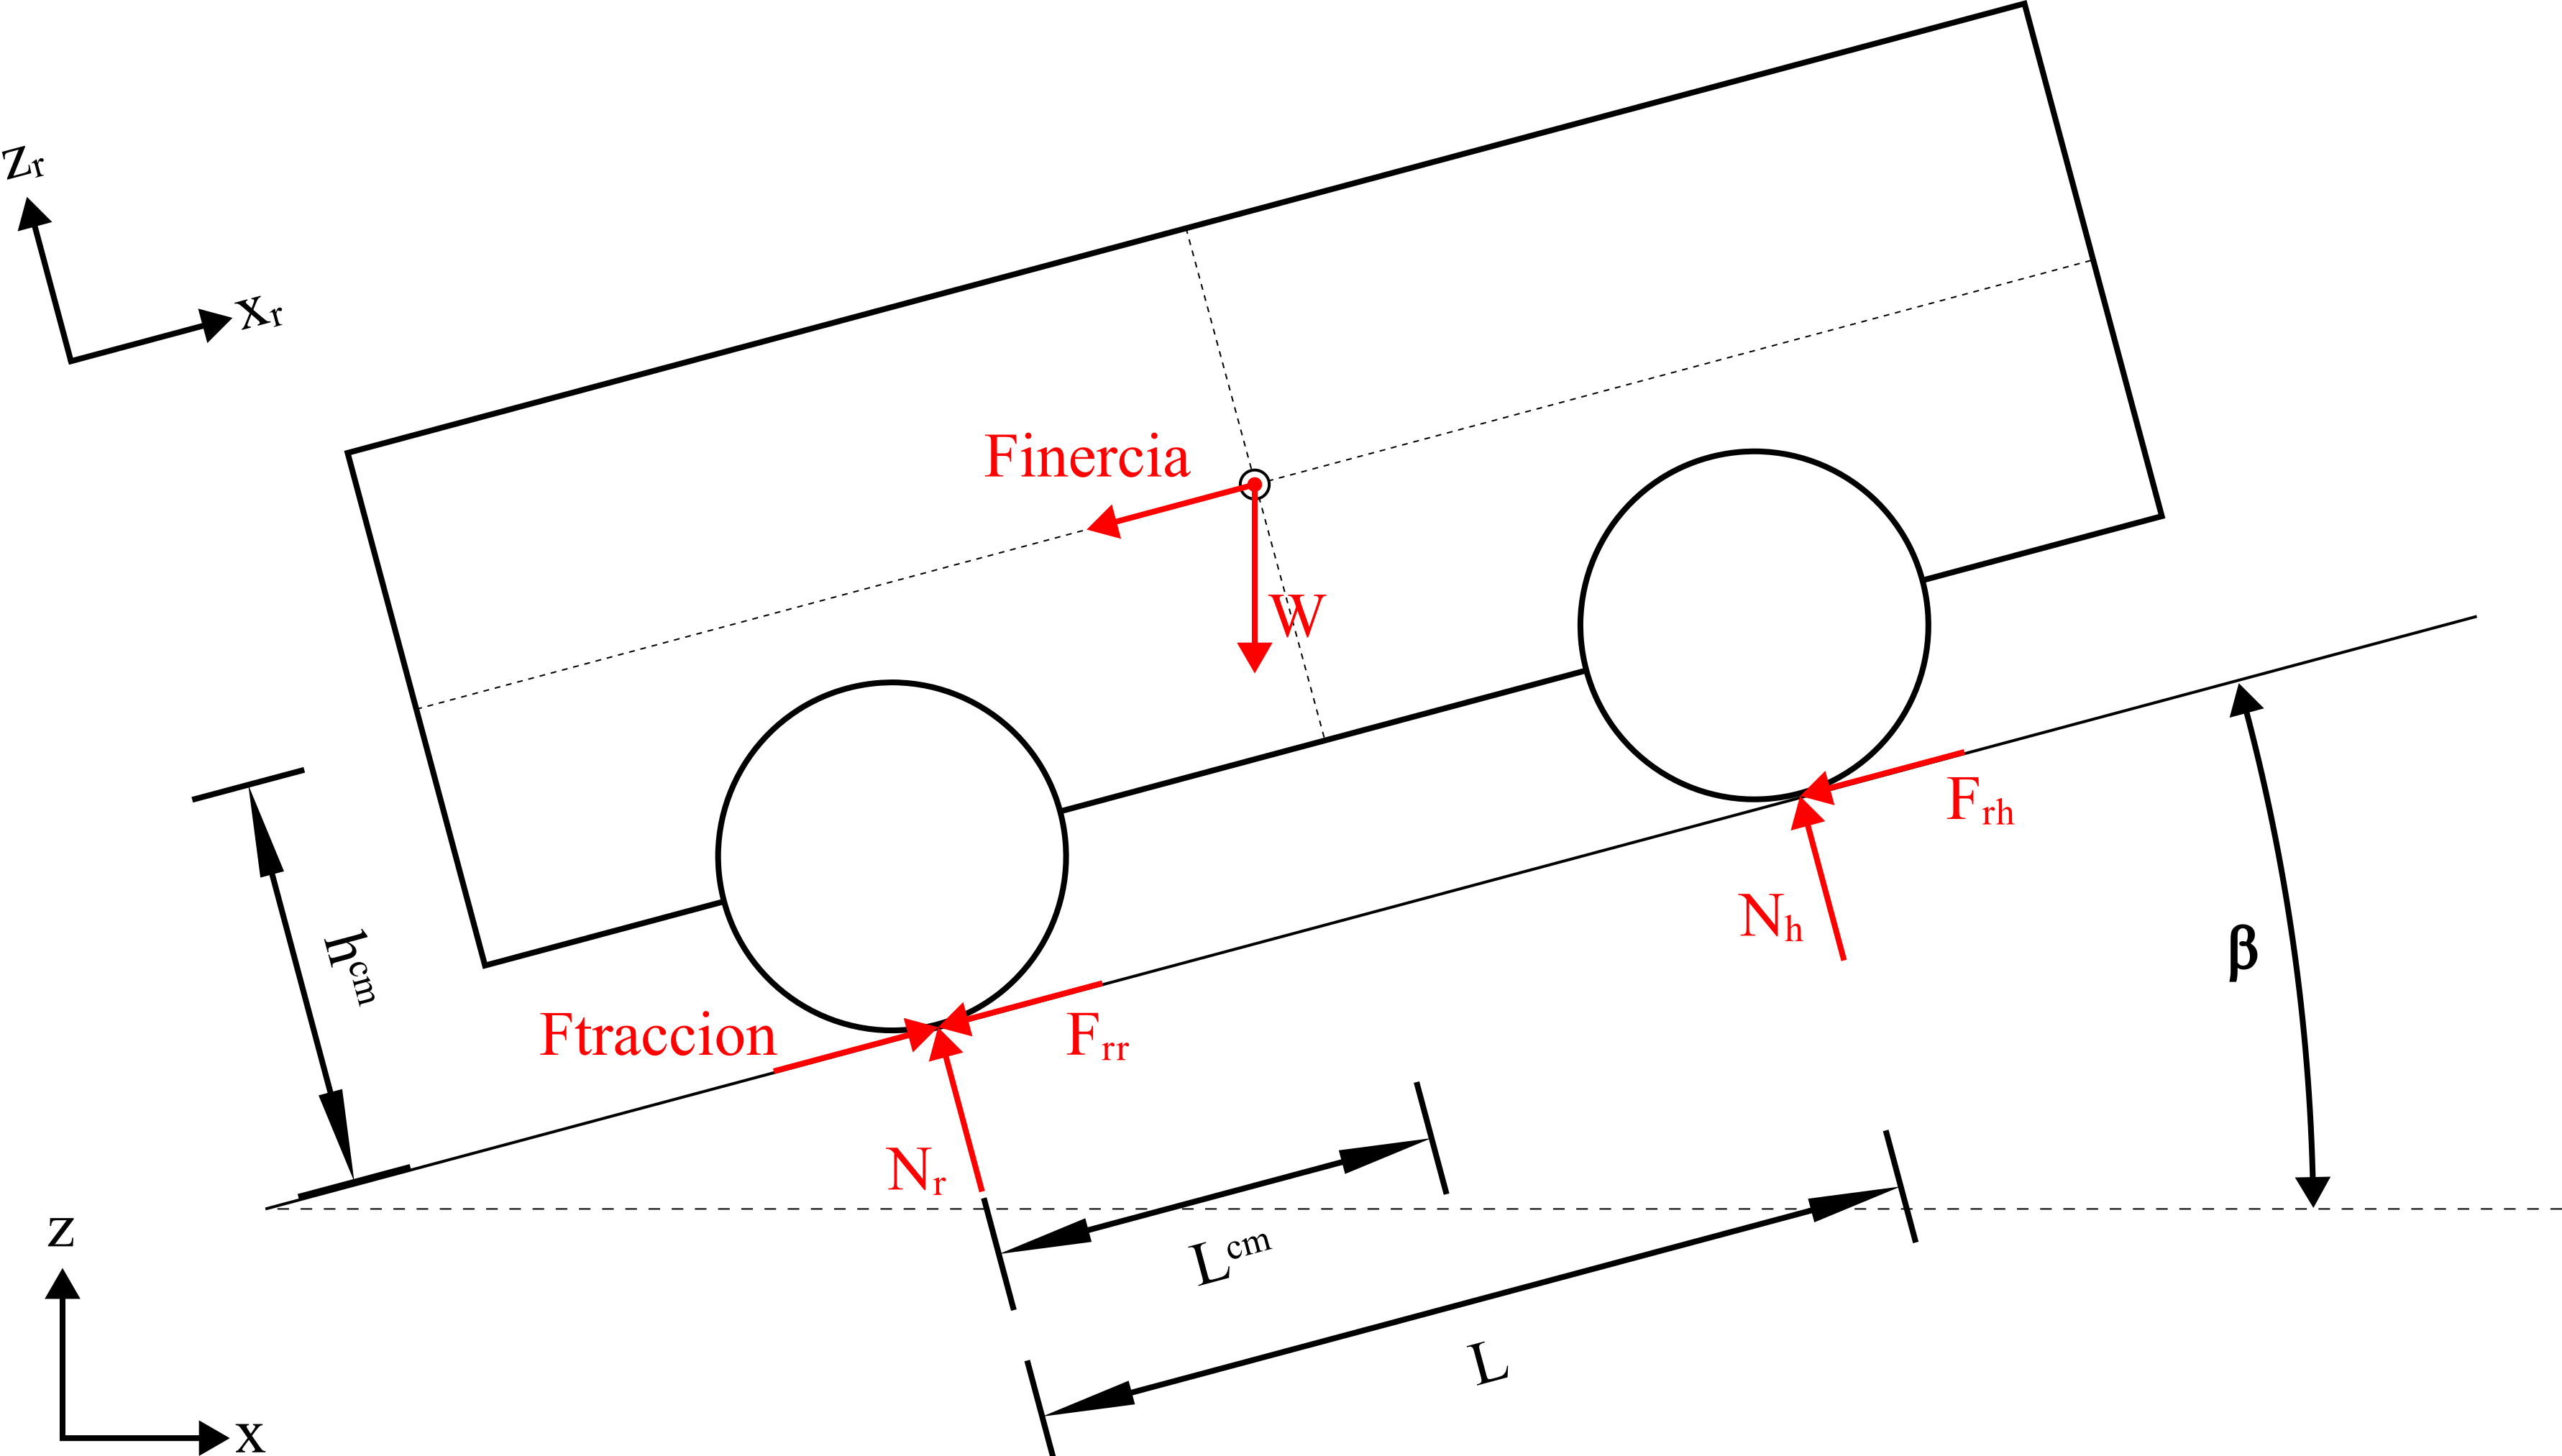 zr
xr
Finercia
W
Frh
Nh
β
hcm
Ftraccion
Frr
Nr
Lcm
z
L
x